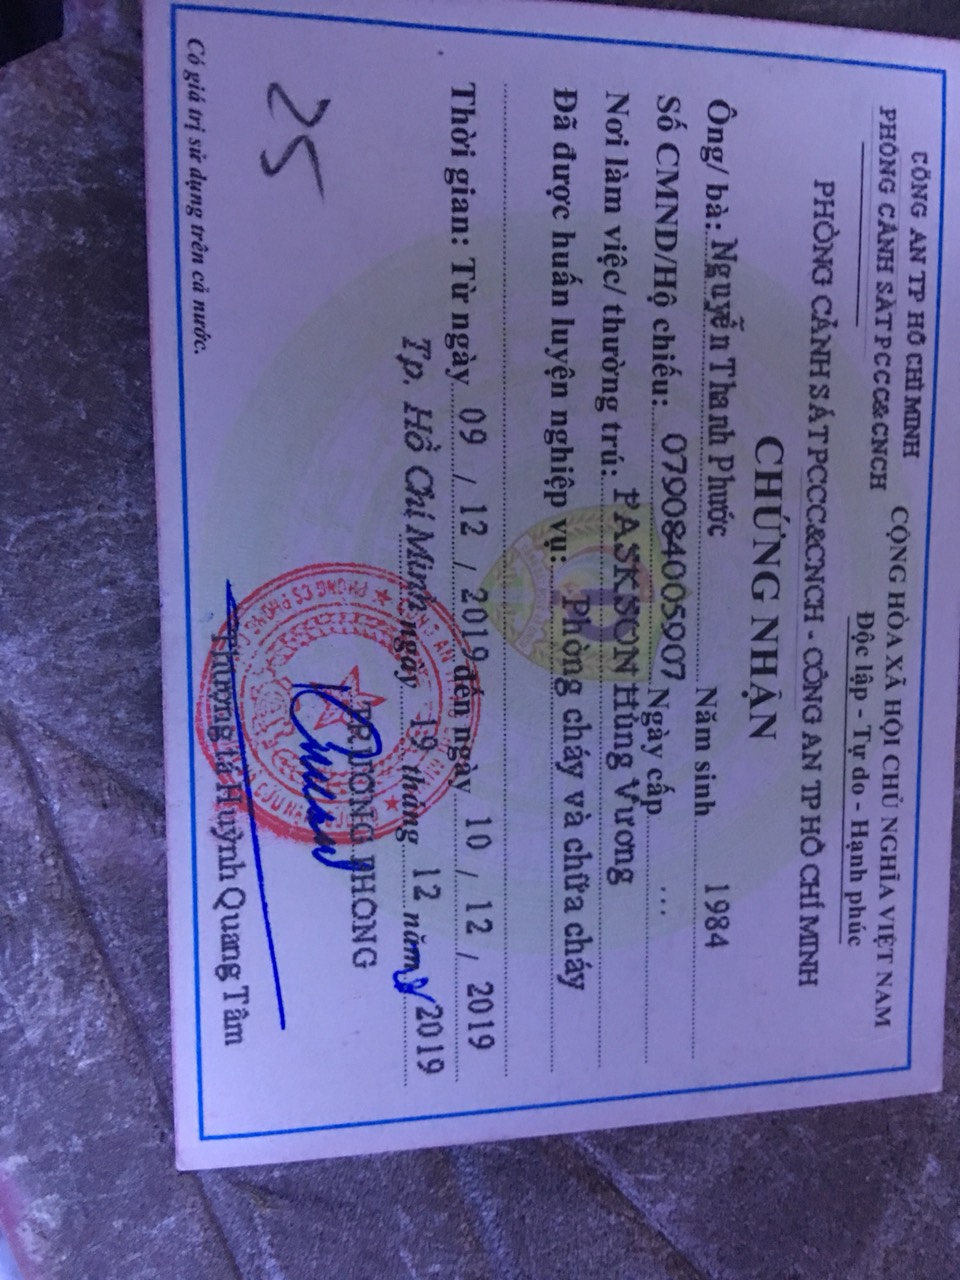 CÔNG AN TP HỒ CHÍ MINH
PHÒNG CẢNH SÁT PCCC&CNCH
CỘNG HÒA XÃ HỘI CHỦ NGHĨA VIỆT NAM
Độc lập - Tự do - Hạnh phúc
PHÒNG CẢNH SÁT PCCC&CNCH - CÔNG AN TP HỒ CHÍ MINH
CHỨNG NHẬN
Ông/ bà: Nguyễn Thanh Phước Năm sinh 1984
Số CMND/Hộ chiếu: 079084005907 Ngày cấp ...
Nơi làm việc/ thường trú: PASKSON Hùng Vương
Đã được huấn luyện nghiệp vụ: Phòng cháy và chữa cháy
Thời gian: Từ ngày 09 / 12 / 2019 đến ngày 10 / 12 / 2019
Tp. Hồ Chí Minh ngày 19 tháng 12 năm 2019
TRƯỞNG PHÒNG
25
Thượng tá Huỳnh Quang Tâm
Có giá trị sử dụng trên cả nước.